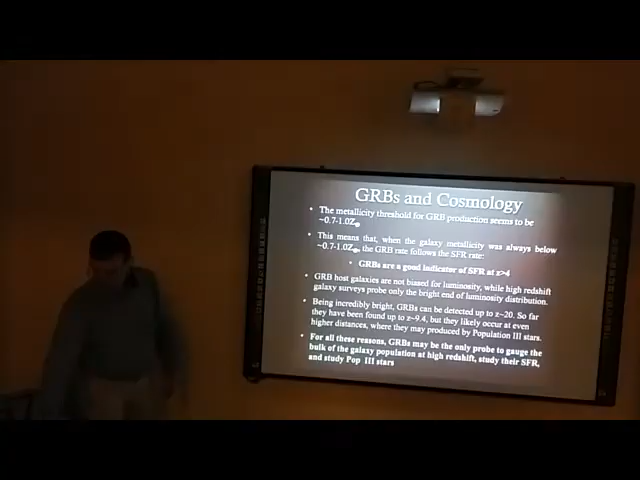 GRBs and Cosmology
• The metallicity threshold for GRB production seems to be
~0.7-1.0Z⊙
• This means that, when the galaxy metallicity was always below
~0.7-1.0Z⊙, the GRB rate follows the SFR rate:
• GRBs are a good indicator of SFR at z>4
• GRB host galaxies are not biased for luminosity, while high redshift
galaxy surveys probe only the bright end of luminosity distribution.
• Being incredibly bright, GRBs can be detected up to z~20. So far
they have been found up to z~9.4, but they likely occur at even
higher distances, where they may produced by Population III stars.
• For all these reasons, GRBs may be the only probe to gauge the
bulk of the galaxy population at high redshift, study their SFR,
and study Pop III stars